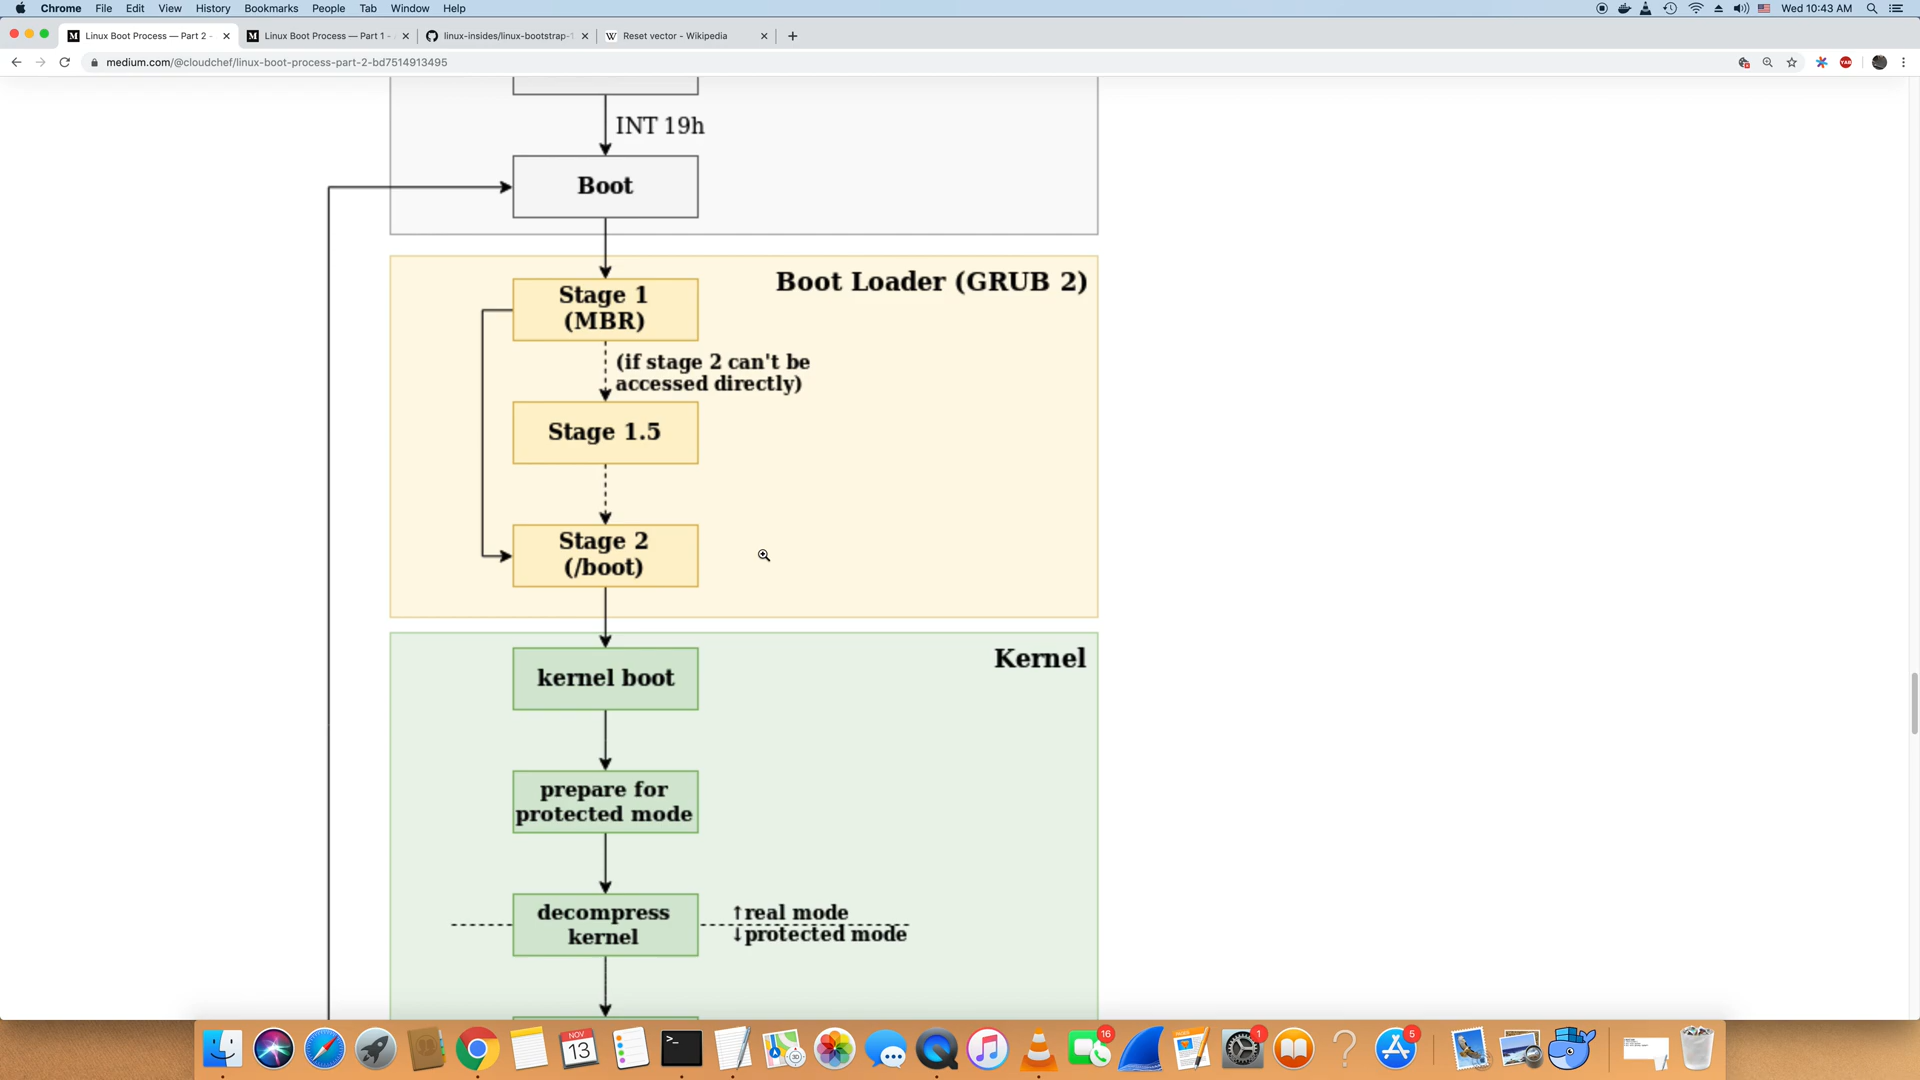 Chrome File Edit View History Bookmarks People Tab Window Help Wed 10:43 AM
Linux Boot Process — Part 2 - Linux Boot Process — Part 1 - linux-insides/linux-bootstrap- Reset vector - Wikipedia
medium.com/@cloudchef/linux-boot-process-part-2-bd7514913495
INT 19h
Boot
Boot Loader (GRUB 2)
Stage 1
(MBR)
(if stage 2 can't be
accessed directly)
Stage 1.5
Stage 2
(/boot)
Kernel
kernel boot
prepare for
protected mode
decompress
kernel
↑real mode
↓protected mode
NOV
13
16
1
5